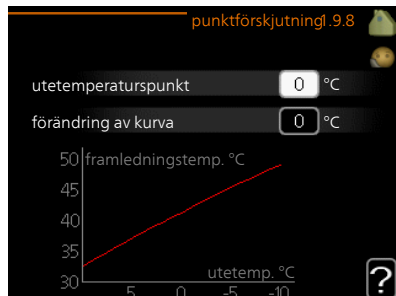 punktförskjutning1.9.8
utetemperaturspunkt 0 °C
förändring av kurva 0 °C
50 framledningstemp. °C
45
40
35
30 utetemp. °C
5 0 -5 -10
?